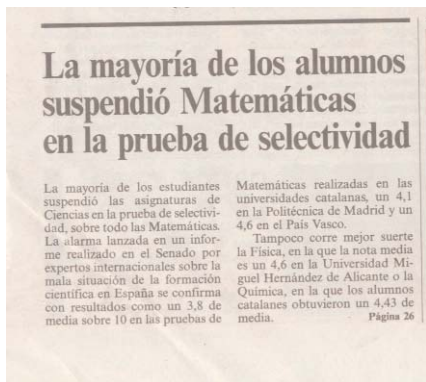 La mayoría de los alumnos
suspendió Matemáticas
en la prueba de selectividad
La mayoría de los estudiantes
suspendió las asignaturas de
Ciencias en la prueba de selectivi-
dad, sobre todo las Matemáticas.
La alarma lanzada en un infor-
me realizado en el Senado por
expertos internacionales sobre la
mala situación de la formación
científica en España se confirma
con resultados como un 3,8 de
media sobre 10 en las pruebas de
Matemáticas realizadas en las
universidades catalanas, un 4,1
en la Politécnica de Madrid y un
4,6 en el País Vasco.
Tampoco corre mejor suerte
la Física, en la que la nota media
es un 4,6 en la Universidad Mi-
guel Hernández de Alicante o la
Química, en la que los alumnos
catalanes obtuvieron un 4,43 de
media. Página 26